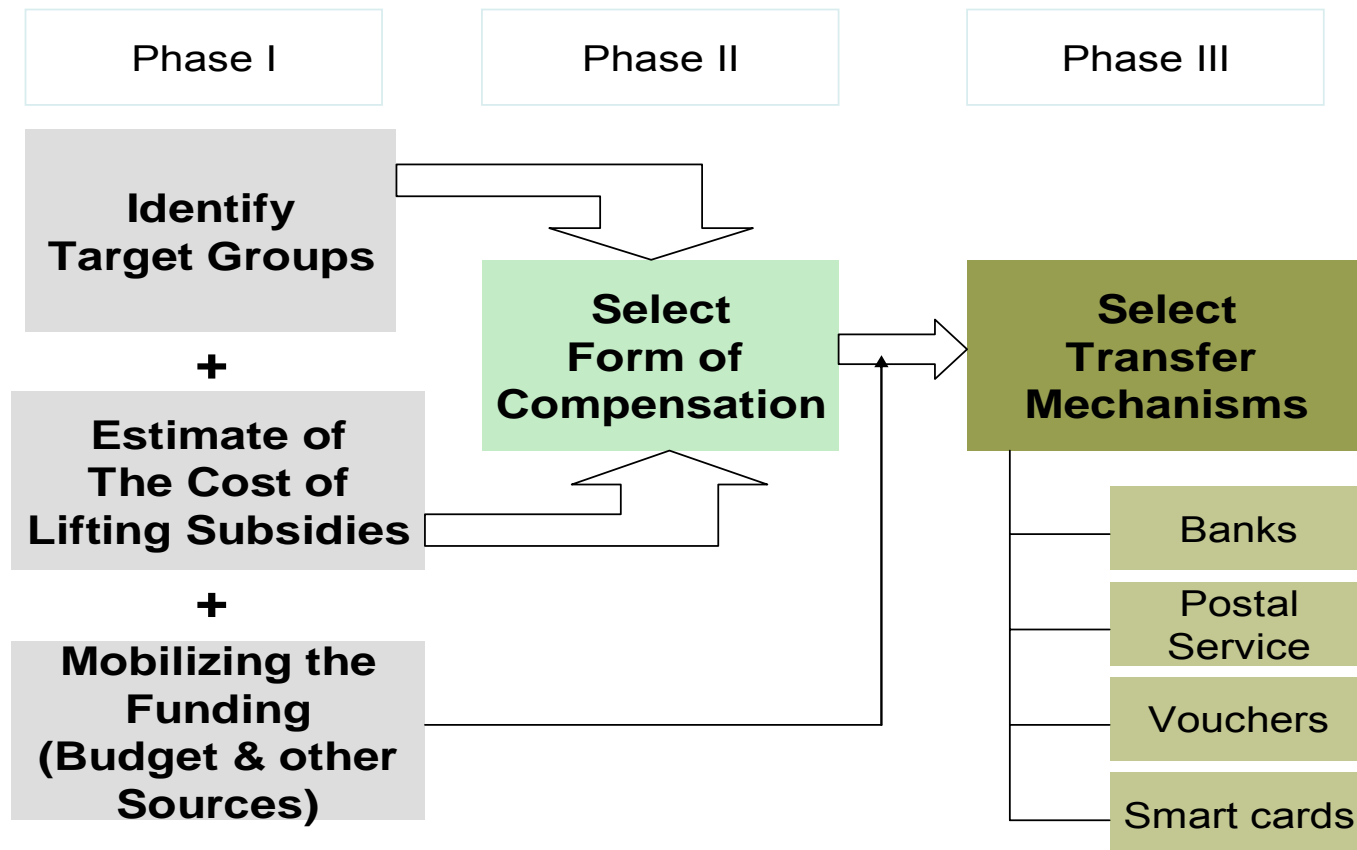 Phase I
Phase II
Phase III
Identify
Target Groups
+
Estimate of
The Cost of
Lifting Subsidies
+
Mobilizing the
Funding
(Budget & other
Sources)
Select
Form of
Compensation
Select
Transfer
Mechanisms
Banks
Postal
Service
Vouchers
Smart cards